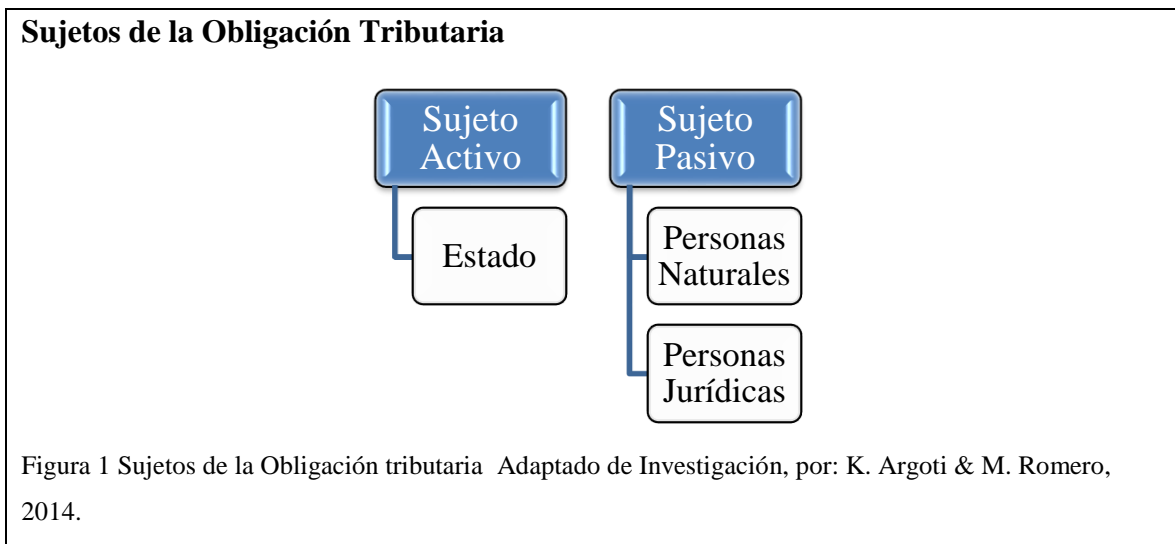 Sujetos de la Obligación Tributaria
Sujeto
Activo
Estado
Sujeto
Pasivo
Personas
Naturales
Personas
Jurídicas
Figura 1 Sujetos de la Obligación tributaria  Adaptado de Investigación, por: K. Argoti & M. Romero,
2014.